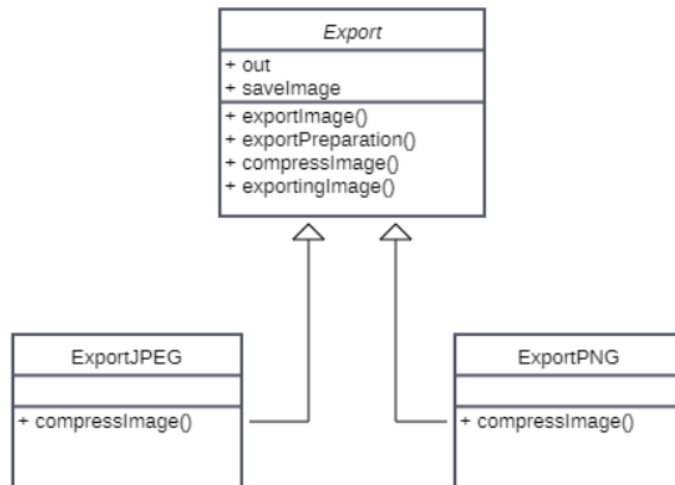 Export
+ out
+ saveImage
+ exportImage()
+ exportPreparation()
+ compressImage()
+ exportingImage()
ExportJPEG
+ compressImage()
ExportPNG
+ compressImage()